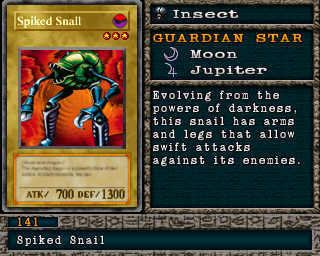 Spiked Snail
Insect
GUARDIAN STAR
Moon
Jupiter
Evolving from the
powers of darkness,
this snail has arms
and legs that allow
swift attacks
against its enemies.
ATK/ 700 DEF/1300
141
Spiked Snail